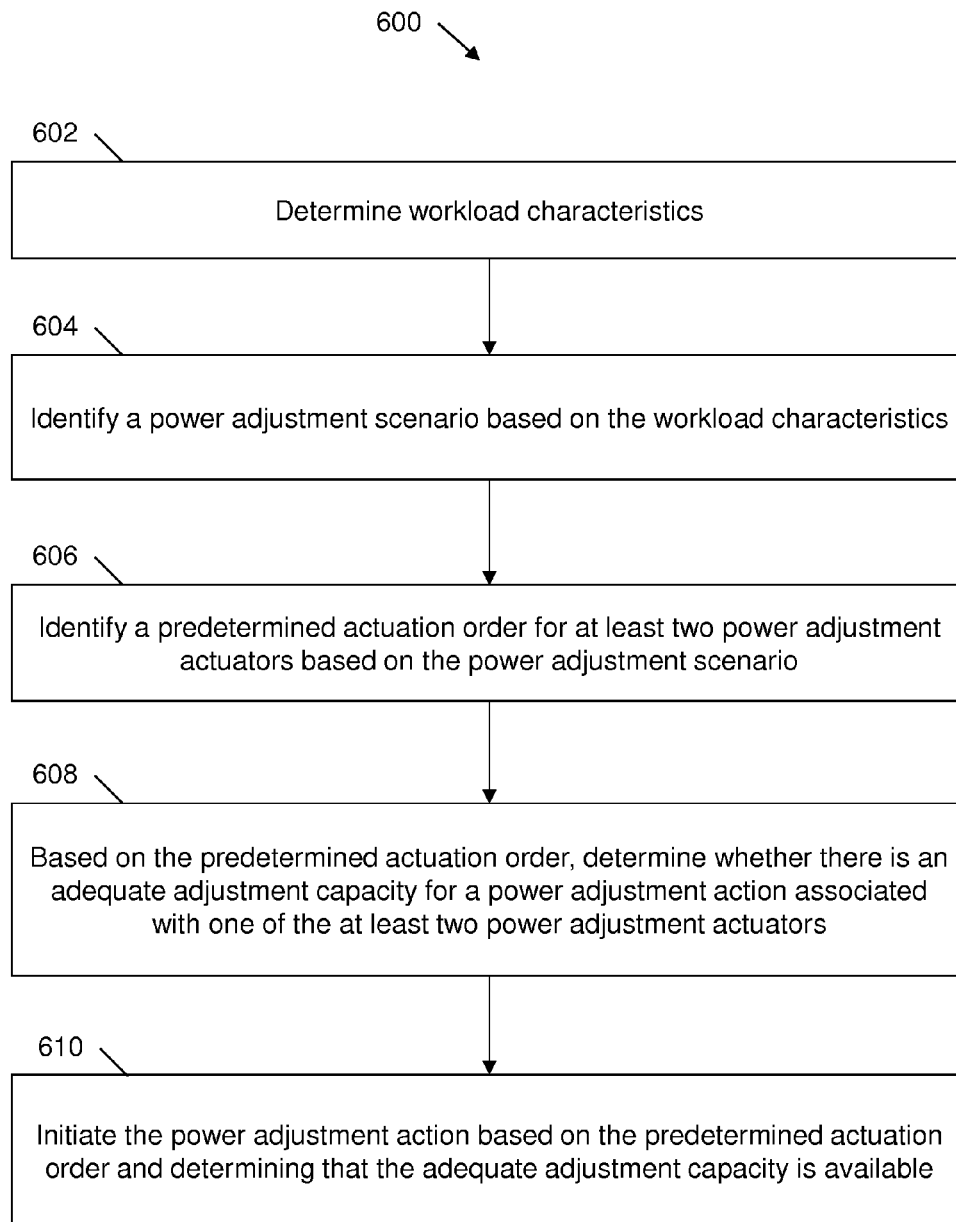 600
602
Determine workload characteristics
604
Identify a power adjustment scenario based on the workload characteristics
606
Identify a predetermined actuation order for at least two power adjustment
actuators based on the power adjustment scenario
608
Based on the predetermined actuation order, determine whether there is an
adequate adjustment capacity for a power adjustment action associated
with one of the at least two power adjustment actuators
610
Initiate the power adjustment action based on the predetermined actuation
order and determining that the adequate adjustment capacity is available